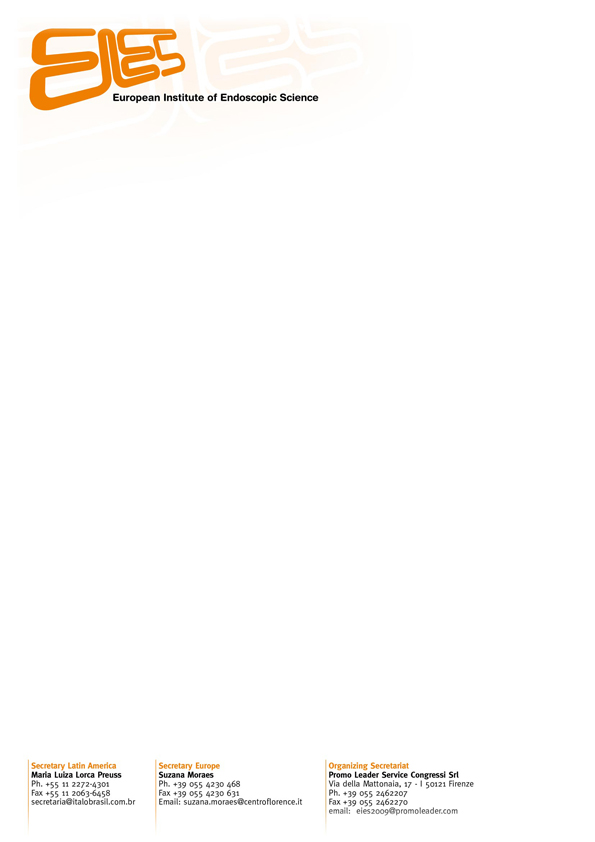 EIES
European Institute of Endoscopic Science
Secretary Latin America
Maria Luiza Lorca Preuss
Ph. +55 11 2272-4301
Fax +55 11 2063-6458
secretaria@italobrasil.com.br
Secretary Europe
Suzana Moraes
Ph. +39 055 4230 468
Fax +39 055 4230 631
Email: suzana.moraes@centroflorence.it
Organizing Secretariat
Promo Leader Service Congressi Srl
Via della Mattonaia, 17 - I 50121 Firenze
Ph. +39 055 2462207
Fax +39 055 2462270
email: eies2009@promoleader.com